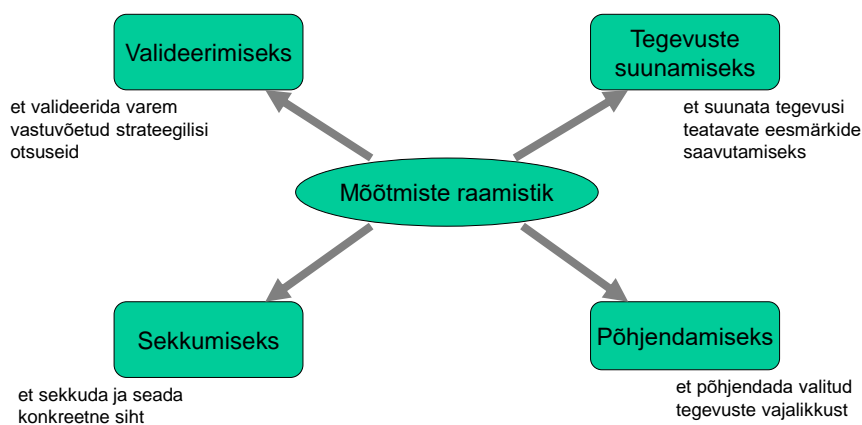 Valideerimiseks
et valideerida varem
vastuvõetud strateegilisi
otsuseid
Tegevuste
suunamiseks
et suunata tegevusi
teatavate eesmärkide
saavutamiseks
Mõõtmiste raamistik
Sekkumiseks
et sekkuda ja seada
konkreetne siht
Põhjendamiseks
et põhjendada valitud
tegevuste vajalikkust